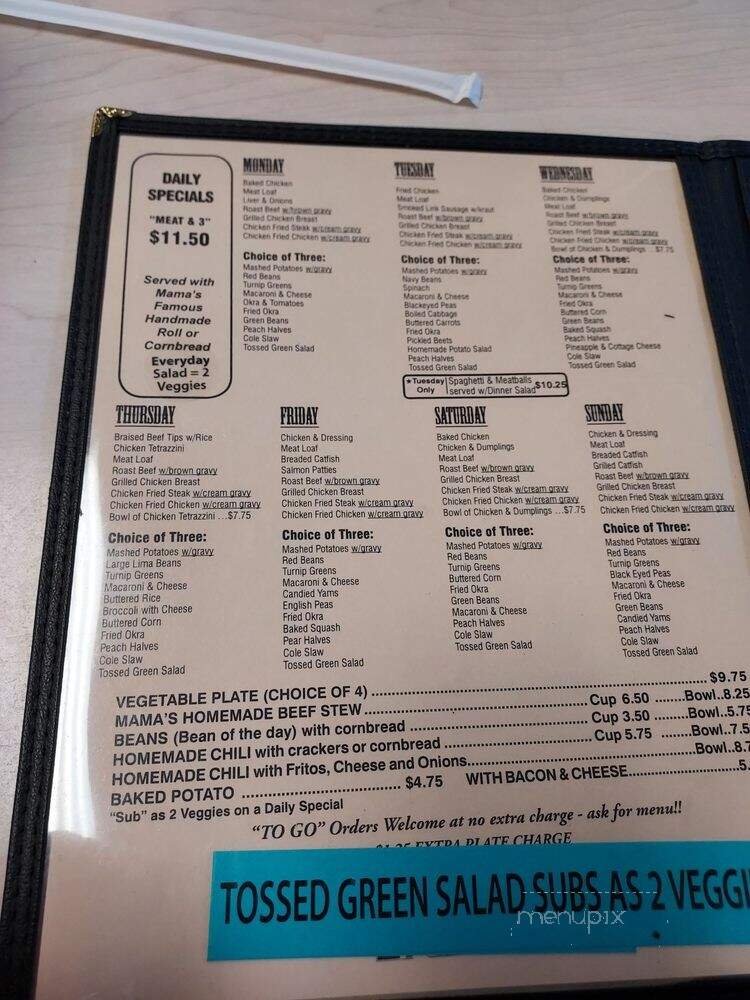 DAILY
SPECIALS
"MEAT & 3"
$11.50
Served with
Mama's
Famous
Handmade
Roll or
Cornbread
Everyday
Salad = 2
Veggies
MONDAY
Baked Chicken
Meat Loaf
Liver & Onions
Roast Beef w/brown gravy
Grilled Chicken Breast
Chicken Fried Steak w/cream gravy
Chicken Fried Chicken w/cream gravy
Choice of Three:
Mashed Potatoes w/gravy
Red Beans
Turnip Greens
Macaroni & Cheese
Okra & Tomatoes
Fried Okra
Green Beans
Peach Halves
Cole Slaw
Tossed Green Salad
TUESDAY
Fried Chicken
Meat Loaf
Smoked Link Sausage w/kraut
Roast Beef w/brown gravy
Grilled Chicken Breast
Chicken Fried Steak w/cream gravy
Chicken Fried Chicken w/cream gravy
Choice of Three:
Mashed Potatoes w/gravy
Navy Beans
Spinach
Macaroni & Cheese
Blackeyed Peas
Boiled Cabbage
Buttered Carrots
Fried Okra
Pickled Beets
Homemade Potato Salad
Peach Halves
Tossed Green Salad
★Tuesday Only Spaghetti & Meatballs
served w/Dinner Salad $10.25
WEDNESDAY
Baked Chicken
Chicken & Dumplings
Meat Loaf
Roast Beef w/brown gravy
Grilled Chicken Breast
Chicken Fried Steak w/cream gravy
Chicken Fried Chicken w/cream gravy
Bowl of Chicken & Dumplings ...$7.75
Choice of Three:
Mashed Potatoes w/gravy
Red Beans
Turnip Greens
Macaroni & Cheese
Fried Okra
Buttered Corn
Green Beans
Baked Squash
Peach Halves
Pineapple & Cottage Cheese
Cole Slaw
Tossed Green Salad
THURSDAY
Braised Beef Tips w/Rice
Chicken Tetrazzini
Meat Loaf
Roast Beef w/brown gravy
Grilled Chicken Breast
Chicken Fried Steak w/cream gravy
Chicken Fried Chicken w/cream gravy
Bowl of Chicken Tetrazzini ...$7.75
Choice of Three:
Mashed Potatoes w/gravy
Large Lima Beans
Turnip Greens
Macaroni & Cheese
Buttered Rice
Broccoli with Cheese
Buttered Corn
Fried Okra
Peach Halves
Cole Slaw
Tossed Green Salad
FRIDAY
Chicken & Dressing
Meat Loaf
Breaded Catfish
Salmon Patties
Roast Beef w/brown gravy
Grilled Chicken Breast
Chicken Fried Steak w/cream gravy
Chicken Fried Chicken w/cream gravy
Choice of Three:
Mashed Potatoes w/gravy
Red Beans
Turnip Greens
Macaroni & Cheese
Candied Yams
English Peas
Fried Okra
Baked Squash
Pear Halves
Cole Slaw
Tossed Green Salad
SATURDAY
Baked Chicken
Chicken & Dumplings
Meat Loaf
Roast Beef w/brown gravy
Grilled Chicken Breast
Chicken Fried Steak w/cream gravy
Chicken Fried Chicken w/cream gravy
Bowl of Chicken & Dumplings ...$7.75
Choice of Three:
Mashed Potatoes w/gravy
Red Beans
Turnip Greens
Buttered Corn
Fried Okra
Green Beans
Macaroni & Cheese
Peach Halves
Cole Slaw
Tossed Green Salad
SUNDAY
Chicken & Dressing
Meat Loaf
Breaded Catfish
Grilled Catfish
Roast Beef w/brown gravy
Grilled Chicken Breast
Chicken Fried Steak w/cream gravy
Chicken Fried Chicken w/cream gravy
Choice of Three:
Mashed Potatoes w/gravy
Red Beans
Turnip Greens
Black Eyed Peas
Macaroni & Cheese
Fried Okra
Green Beans
Candied Yams
Peach Halves
Cole Slaw
Tossed Green Salad
VEGETABLE PLATE (CHOICE OF 4) ... $9.75
MAMA'S HOMEMADE BEEF STEW ... Cup 6.50 ...Bowl..8.25
BEANS (Bean of the day) with cornbread ... Cup 3.50 ...Bowl..5.75
HOMEMADE CHILI with crackers or cornbread ... Cup 5.75 ...Bowl..7.5
HOMEMADE CHILI with Fritos, Cheese and Onions...Bowl..8.7
BAKED POTATO ... $4.75 WITH BACON & CHEESE...5.
"Sub" as 2 Veggies on a Daily Special
"TO GO" Orders Welcome at no extra charge - ask for menu!!
$1.25 EXTRA PLATE CHARGE
TOSSED GREEN SALAD SUBS AS 2 VEGGI
menupix